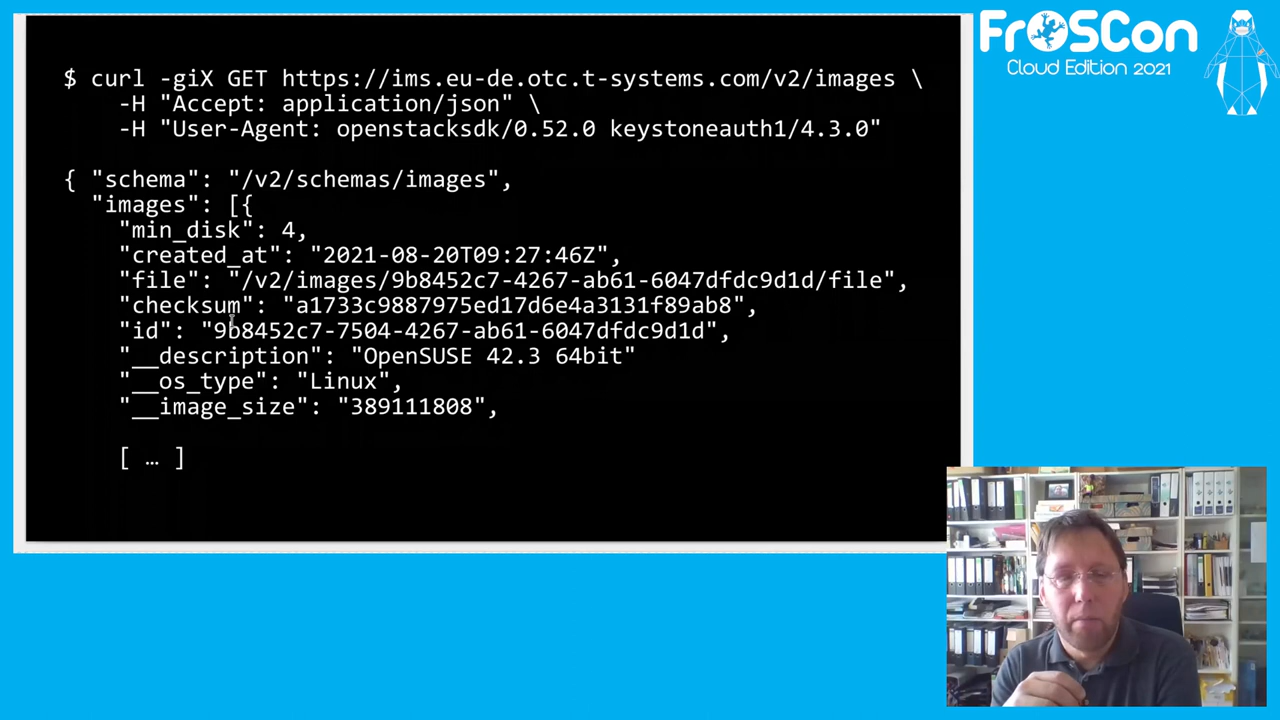 $ curl -giX GET https://ims.eu-de.otc.t-systems.com/v2/images \
-H "Accept: application/json" \
-H "User-Agent: openstacksdk/0.52.0 keystoneauth1/4.3.0"
{ "schema": "/v2/schemas/images",
"images": [{
"min_disk": 4,
"created_at": "2021-08-20T09:27:46Z",
"file": "/v2/images/9b8452c7-4267-ab61-6047dfdc9d1d/file",
"checksum": "a1733c9887975ed17d6e4a3131f89ab8",
"id": "9b8452c7-7504-4267-ab61-6047dfdc9d1d",
"__description": "OpenSUSE 42.3 64bit"
"__os_type": "Linux",
"__image_size": "389111808",
[ … ]
FrOSCon
Cloud Edition 2021